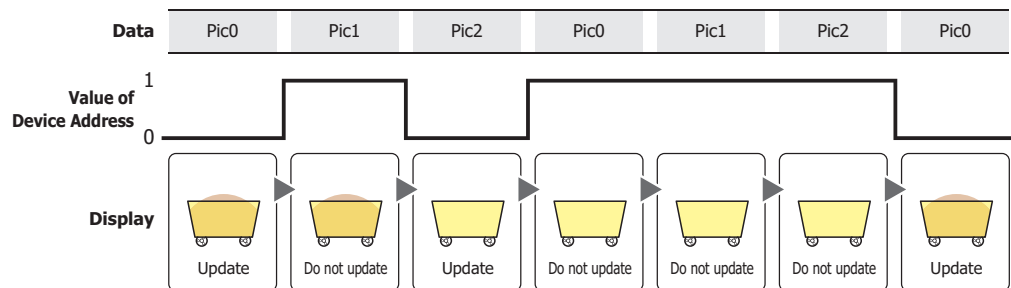 Data Pic0 Pic1 Pic2 Pic0 Pic1 Pic2 Pic0
1
Value of
Device Address
0
Display
Update Do not update Update Do not update Do not update Do not update Update